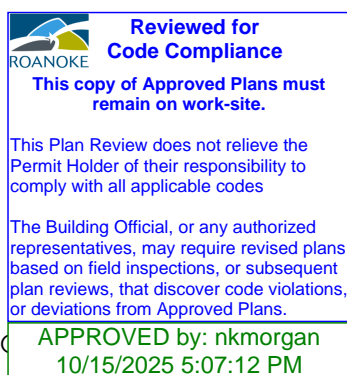 Reviewed for
Code Compliance
ROANOKE
This copy of Approved Plans must
remain on work-site.
This Plan Review does not relieve the
Permit Holder of their responsibility to
comply with all applicable codes
The Building Official, or any authorized
representatives, may require revised plans
based on field inspections, or subsequent
plan reviews, that discover code violations,
or deviations from Approved Plans.
APPROVED by: nkmorgan
10/15/2025 5:07:12 PM